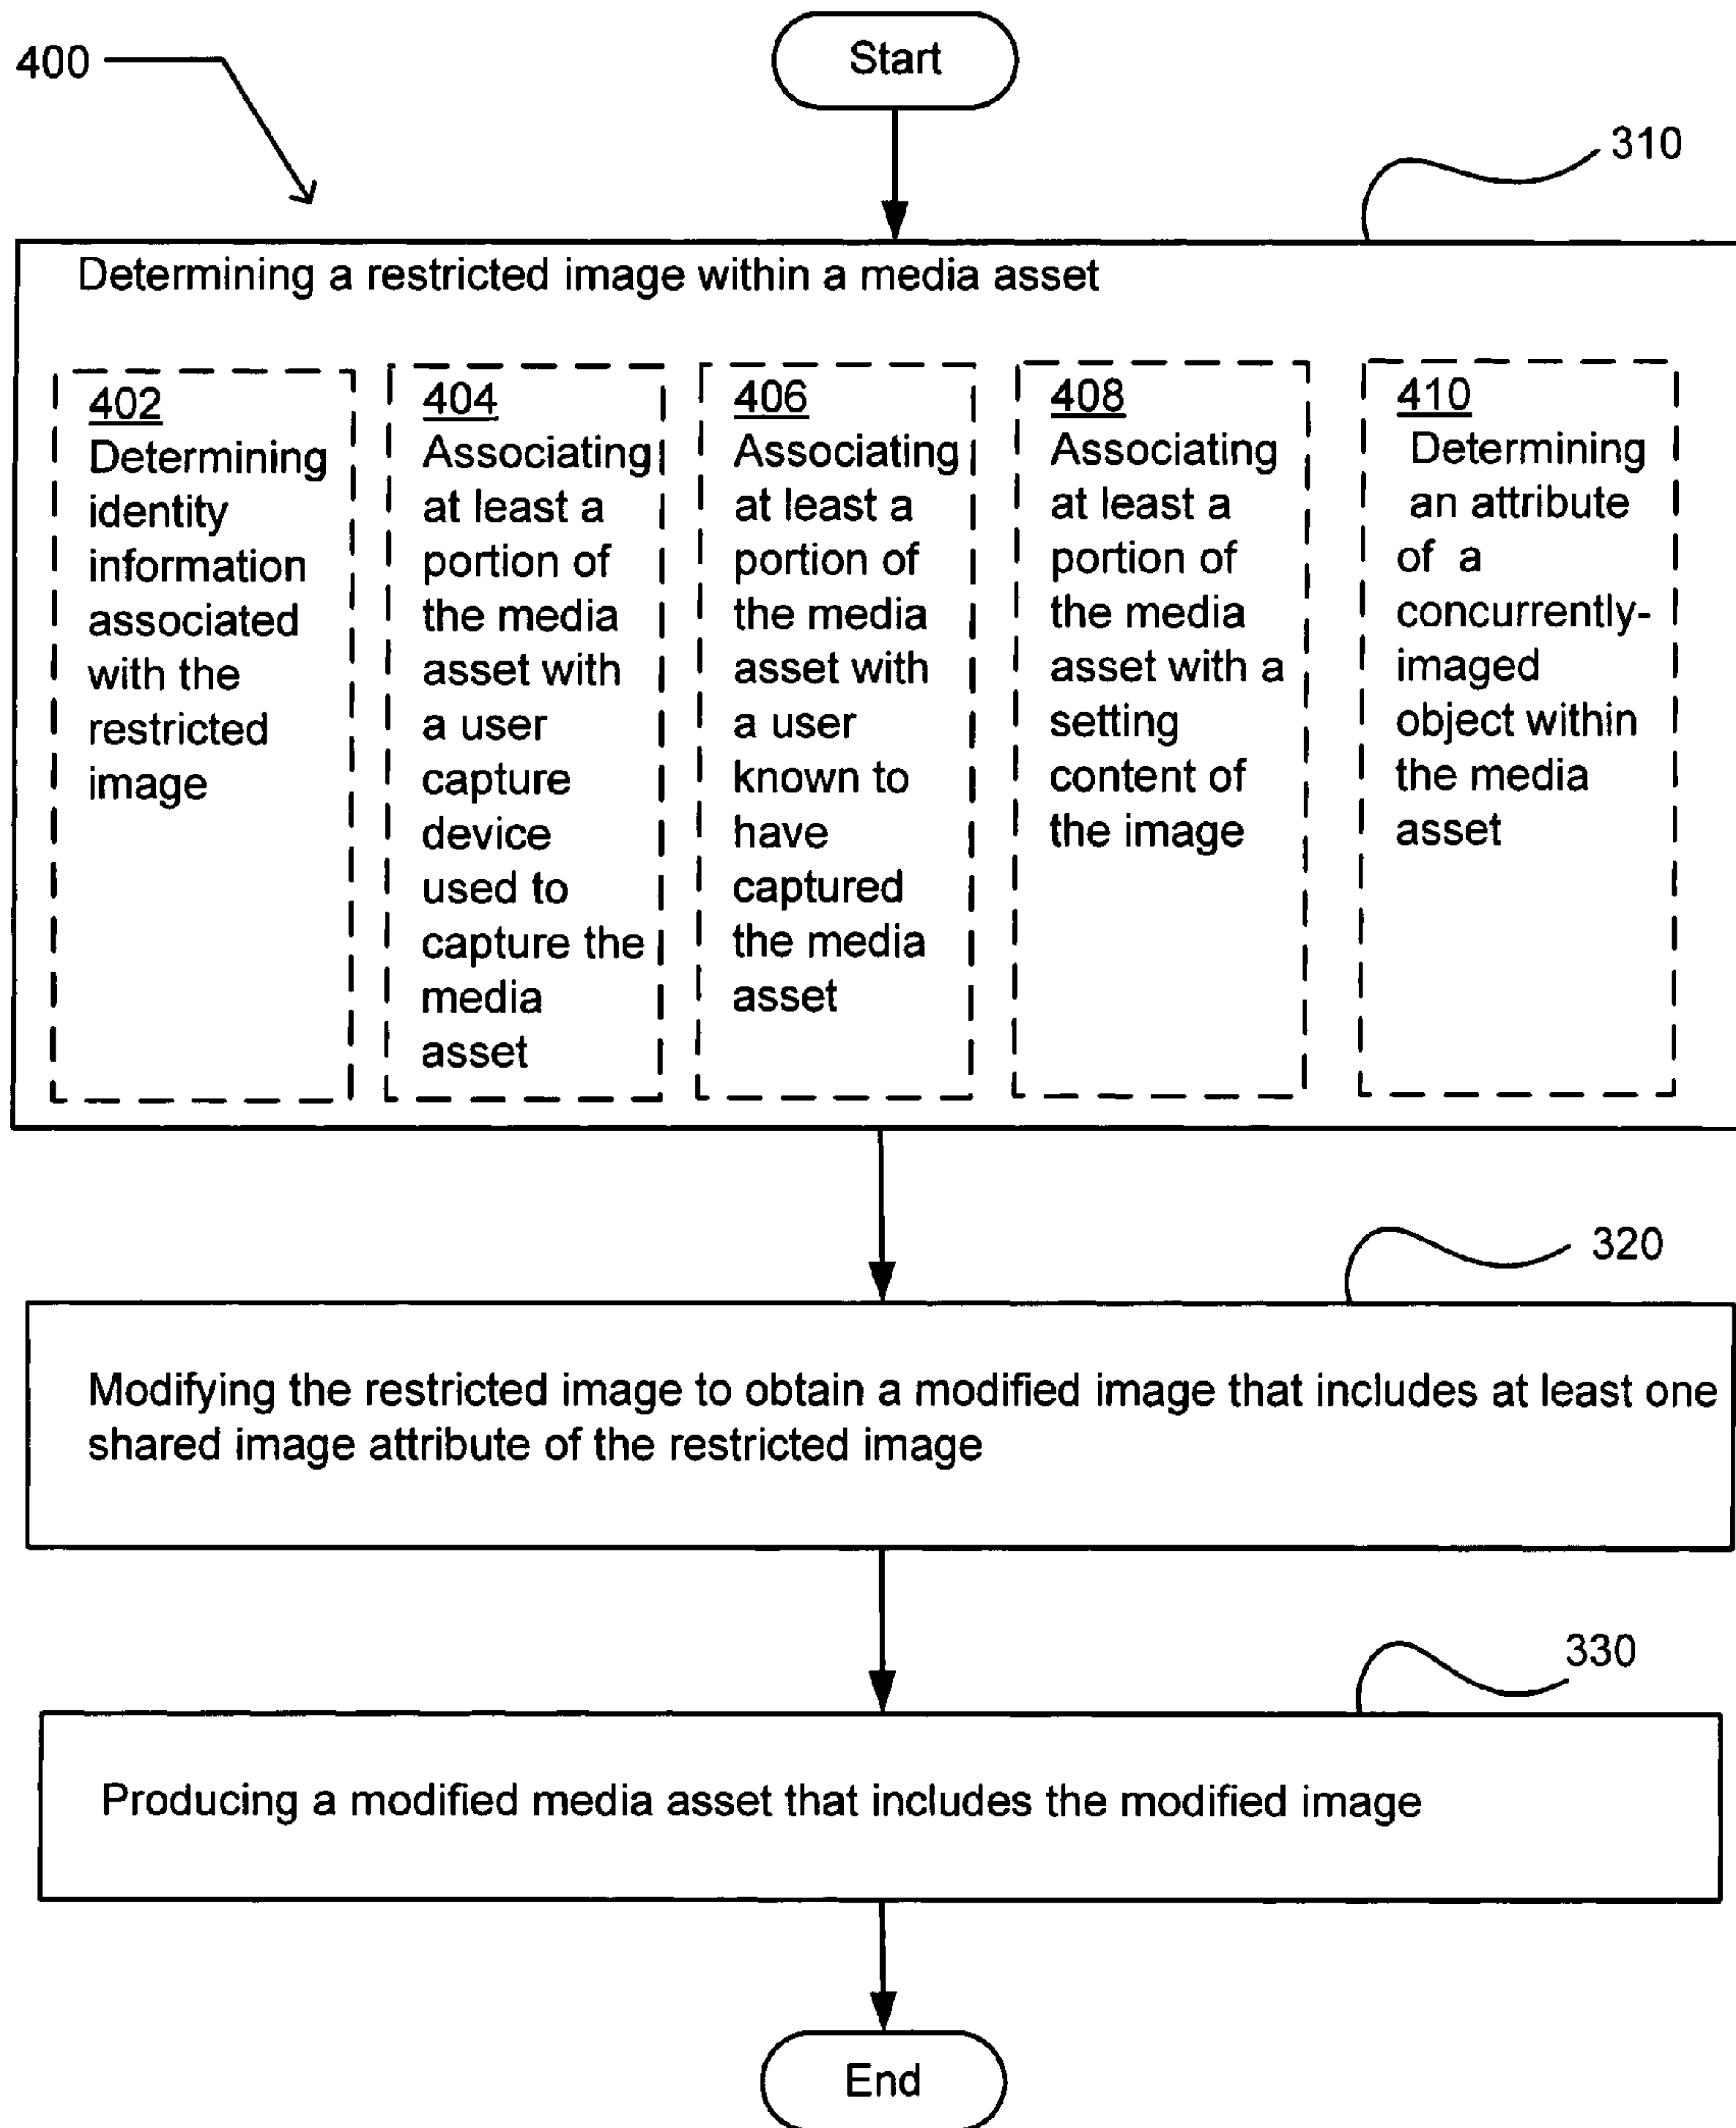 Start
400
310
Determining a restricted image within a media asset
402
Determining
identity
information
associated
with the
restricted
image
404
Associating
at least a
portion of
the media
asset with
a user
capture
device
used to
capture the
media
asset
406
Associating
at least a
portion of
the media
asset with
a user
known to
have
captured
the media
asset
408
Associating
at least a
portion of
the media
asset with a
setting
content of
the image
410
Determining
an attribute
of a
concurrently-
imaged
object within
the media
asset
320
Modifying the restricted image to obtain a modified image that includes at least one
shared image attribute of the restricted image
330
Producing a modified media asset that includes the modified image
End